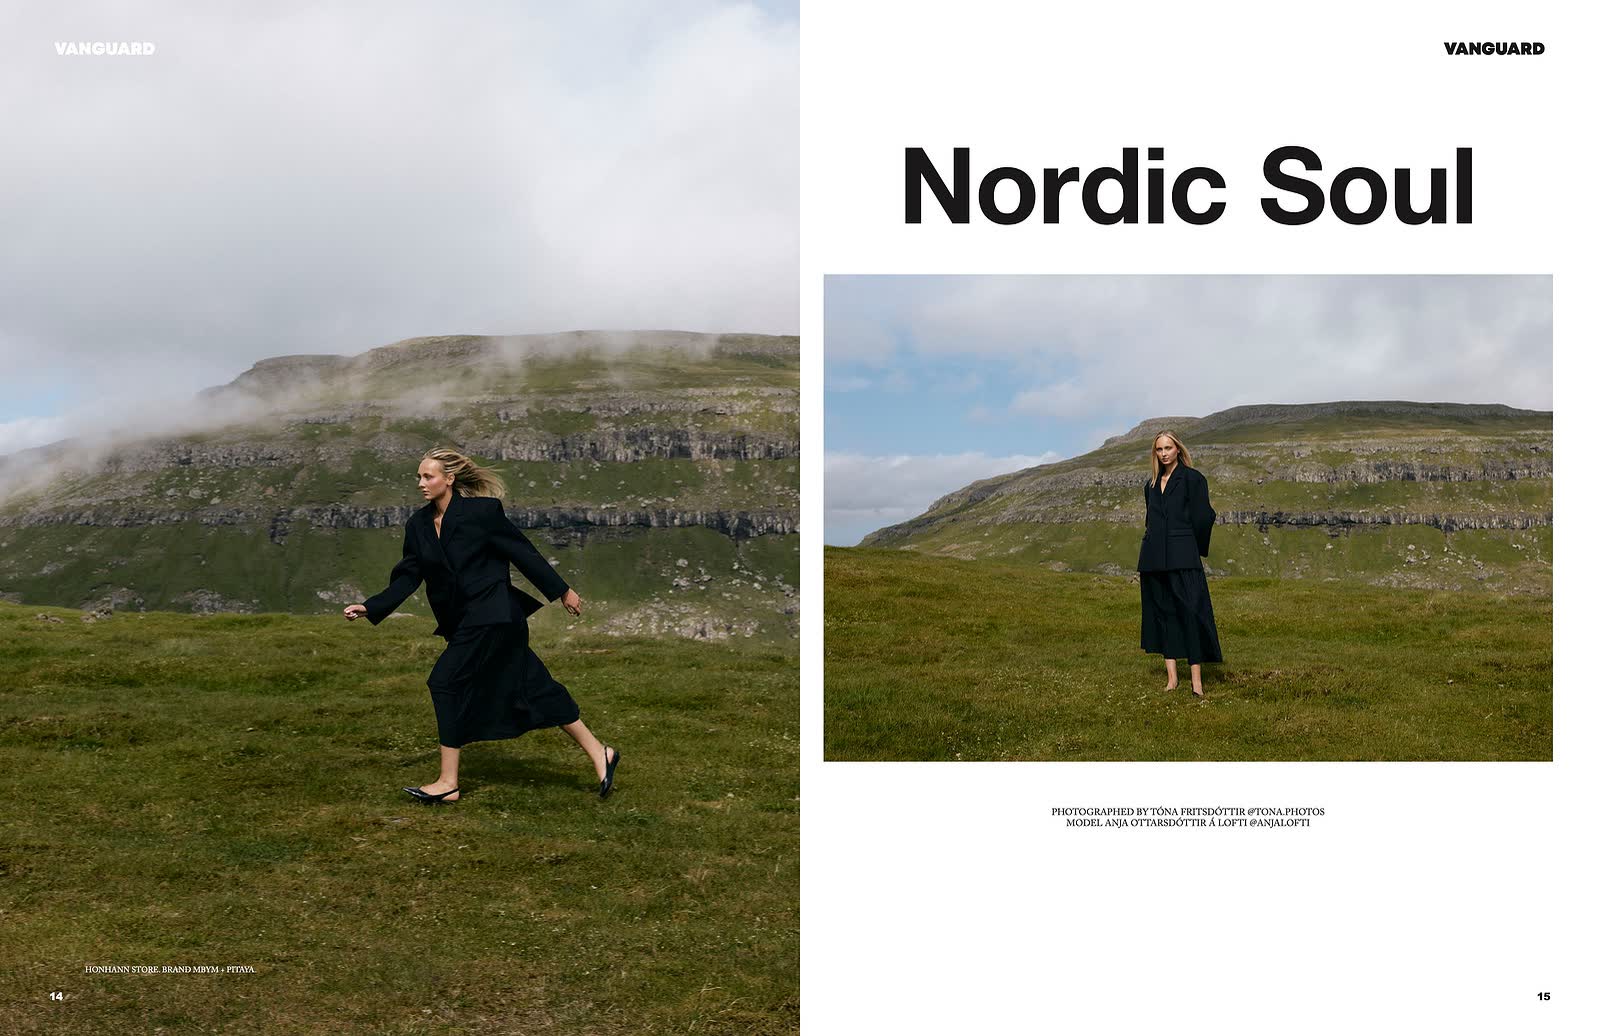 VANGUARD
HONHANN STORE. BRAND MBYM + PITAYA.
14
VANGUARD
Nordic Soul
PHOTOGRAPHED BY TÓNA FRITSDÓTTIR @TONA.PHOTOS
MODEL ANJA OTTARSDÓTTIR Á LOFTI @ANJALOFTI
15